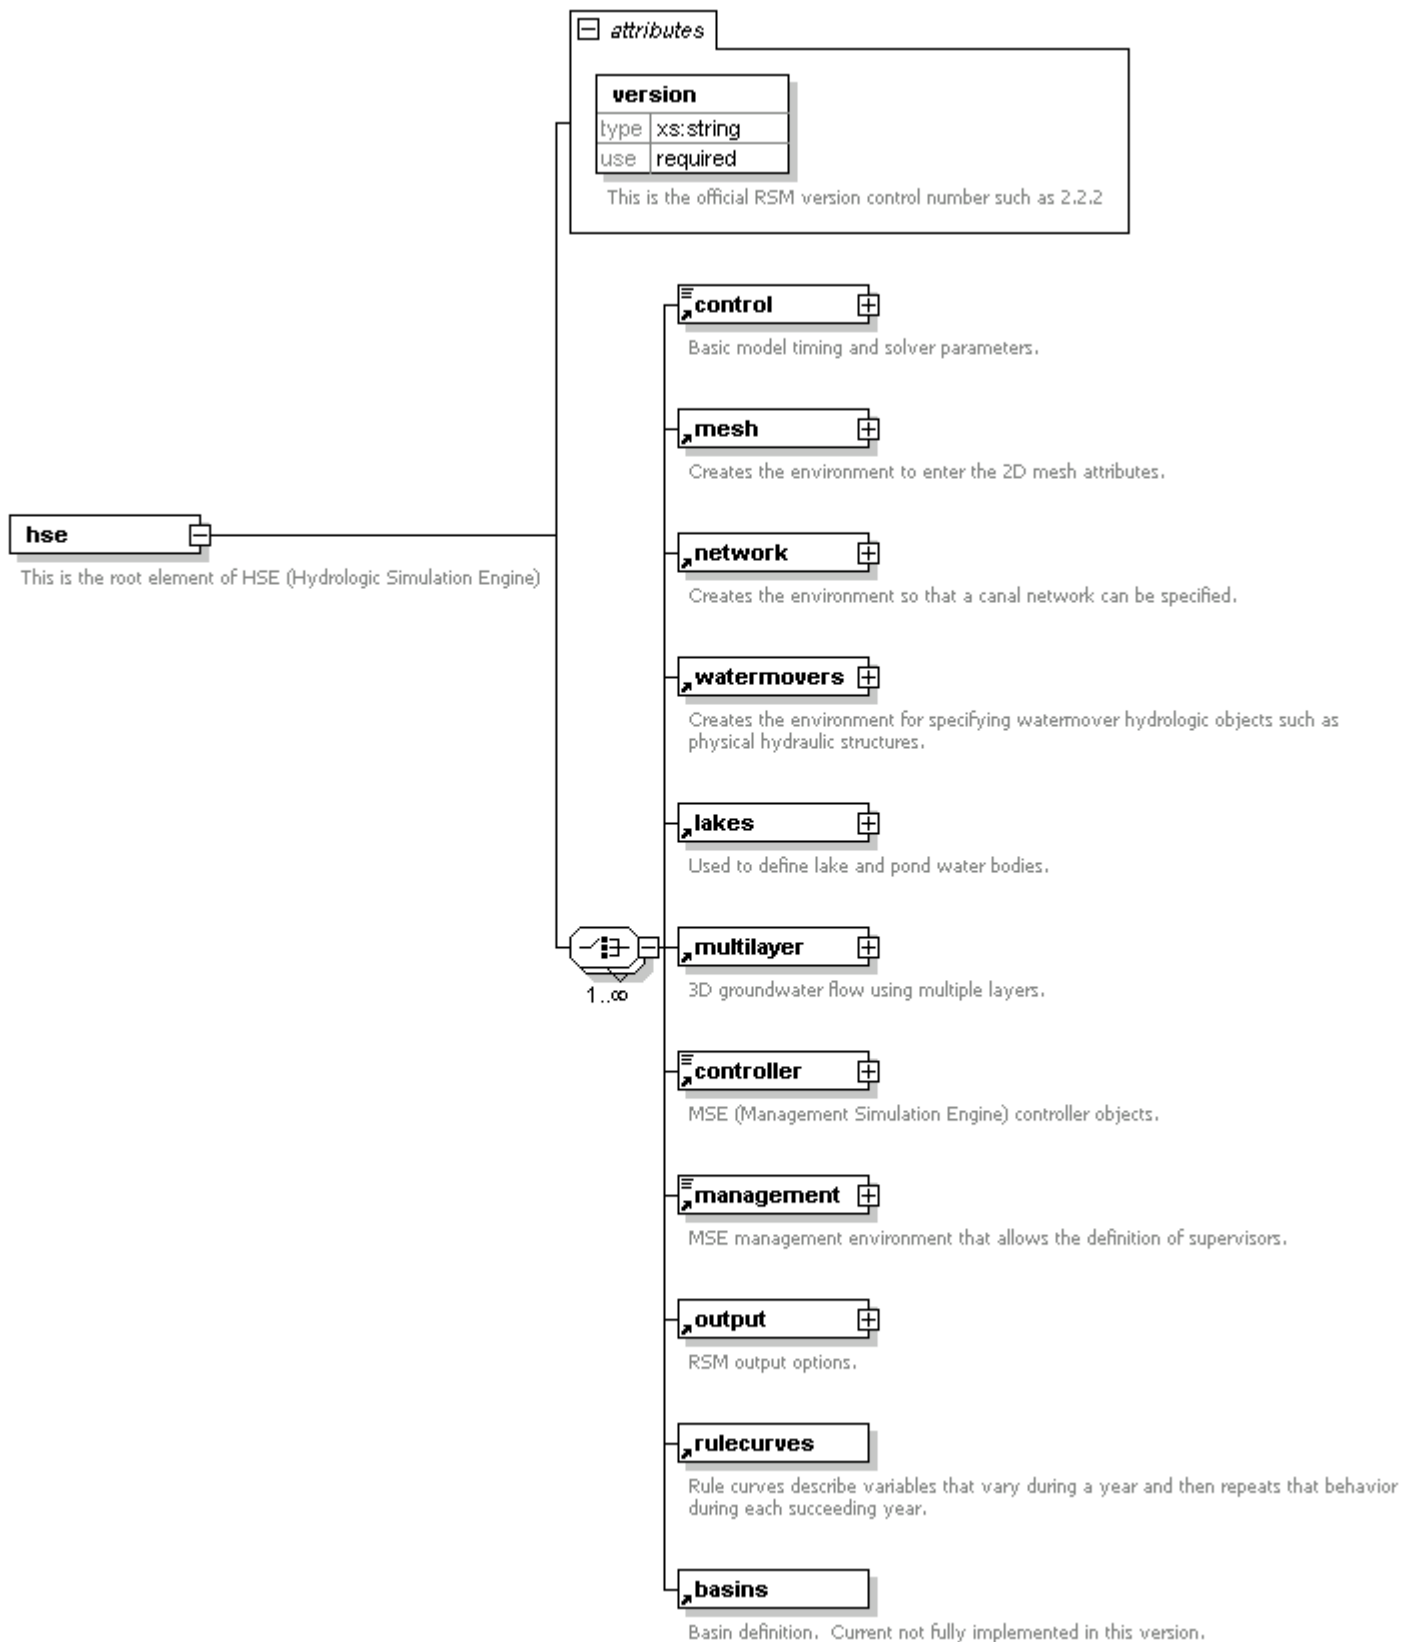 attributes
version
type xs:string
use required
This is the official RSM version control number such as 2.2.2
control
Basic model timing and solver parameters.
mesh
Creates the environment to enter the 2D mesh attributes.
network
Creates the environment so that a canal network can be specified.
hse
This is the root element of HSE (Hydrologic Simulation Engine)
watermovers
Creates the environment for specifying watermover hydrologic objects such as
physical hydraulic structures.
lakes
Used to define lake and pond water bodies.
1..∞
multilayer
3D groundwater flow using multiple layers.
controller
MSE (Management Simulation Engine) controller objects.
management
MSE management environment that allows the definition of supervisors.
output
RSM output options.
rulecurves
Rule curves describe variables that vary during a year and then repeats that behavior
during each succeeding year.
basins
Basin definition.  Current not fully implemented in this version.